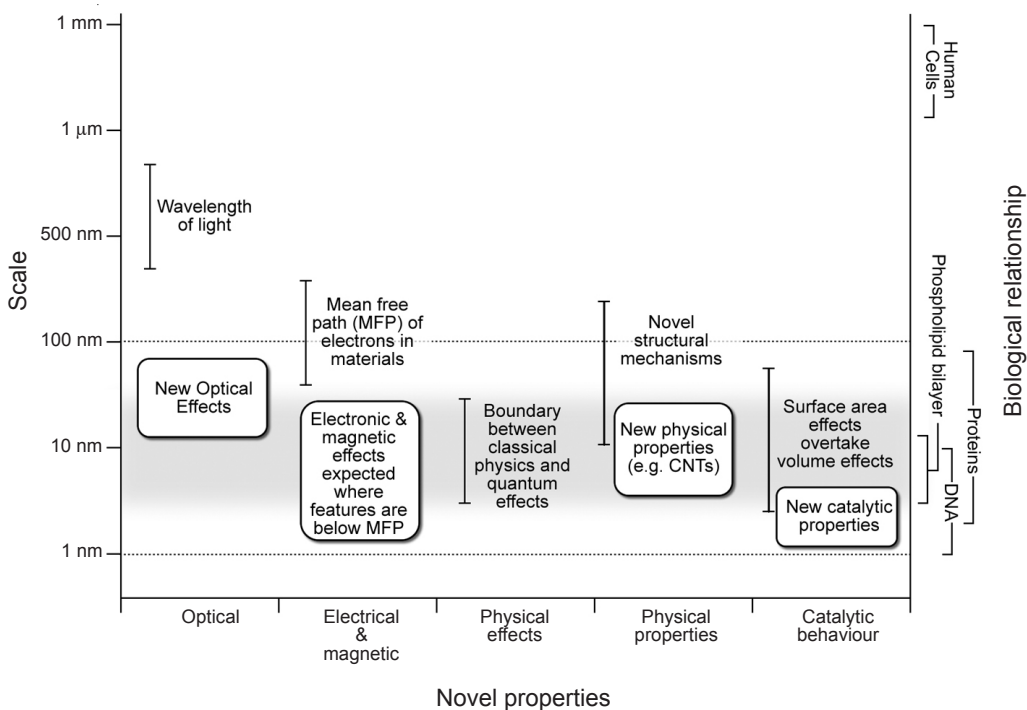 1 mm
1 μm
500 nm
100 nm
10 nm
1 nm
Scale
Wavelength
of light
New Optical
Effects
Mean free
path (MFP) of
electrons in
materials
Electronic &
magnetic
effects
expected
where
features are
below MFP
Boundary
between
classical
physics and
quantum
effects
Novel
structural
mechanisms
New physical
properties
(e.g. CNTs)
Surface area
effects
overtake
volume effects
New catalytic
properties
Human
Cells
Phospholipid bilayer
Proteins
DNA
Biological relationship
Optical
Electrical
&
magnetic
Physical
effects
Physical
properties
Catalytic
behaviour
Novel properties